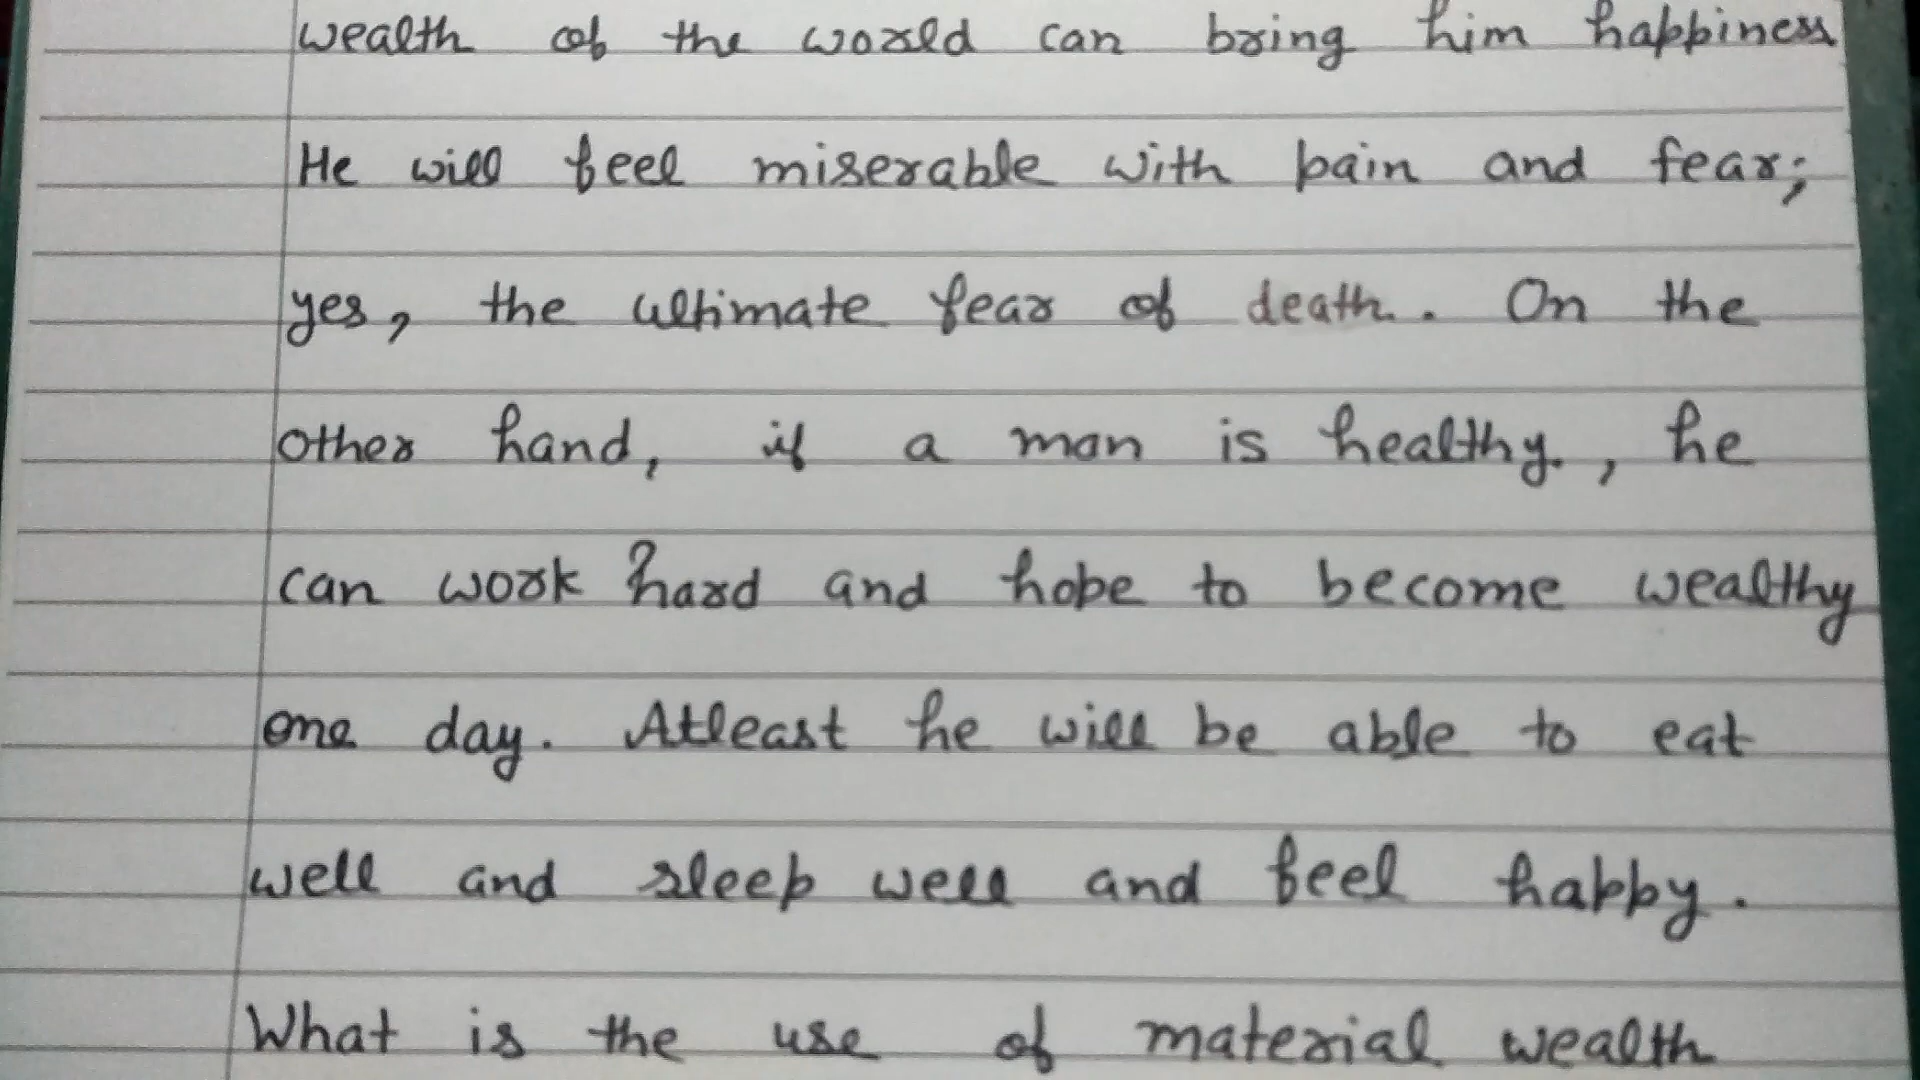 wealth of the world can bring him happiness
He will feel miserable with pain and fear;
yes, the ultimate fear of death. On the
other hand, if a man is healthy, he
can work hard and hope to become wealthy
one day. Atleast he will be able to eat
well and sleep well and feel happy.
What is the use of material wealth